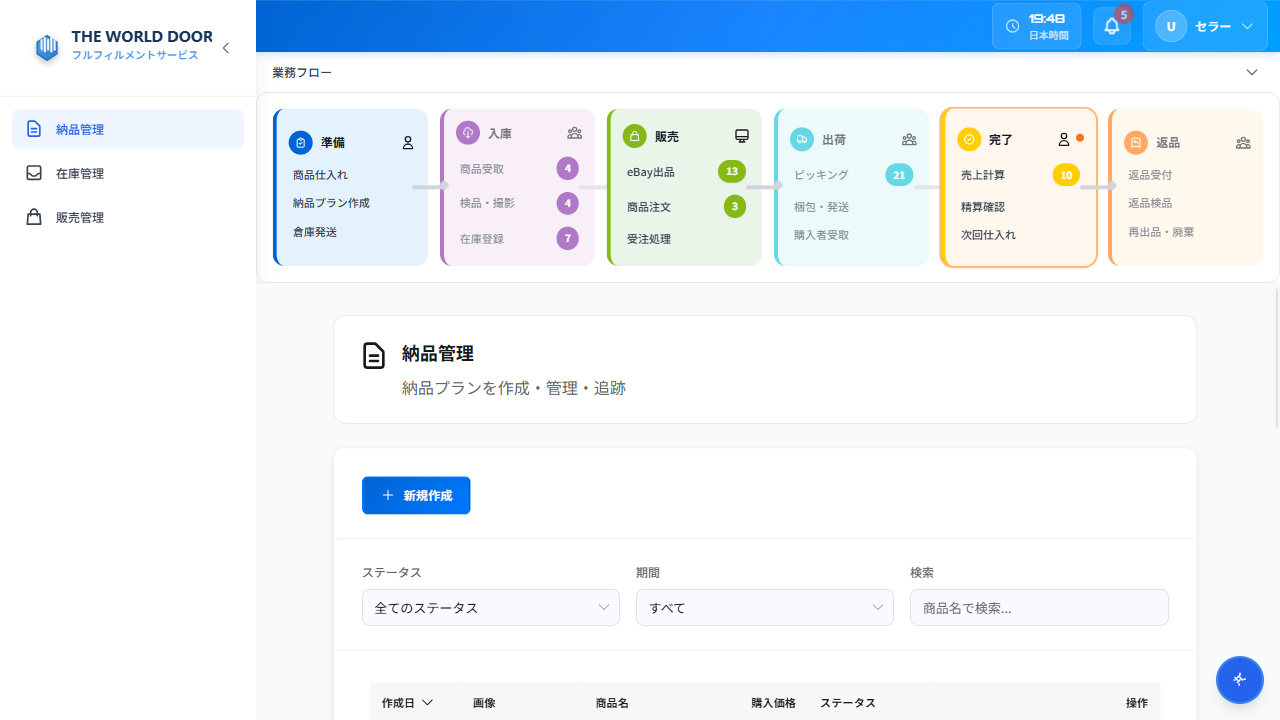 THE WORLD DOOR
フルフィルメントサービス
納品管理
在庫管理
販売管理
19:48
日本時間
5
U
セラー
業務フロー
準備
商品仕入れ
納品プラン作成
倉庫発送
入庫
商品受取
4
検品・撮影
4
在庫登録
7
販売
eBay出品
13
商品注文
3
受注処理
出荷
ピッキング
21
梱包・発送
購入者受取
完了
売上計算
10
精算確認
次回仕入れ
返品
返品受付
返品検品
再出品・廃棄
納品管理
納品プランを作成・管理・追跡
新規作成
ステータス
期間
検索
全てのステータス
すべて
商品名で検索...
作成日
画像
商品名
購入価格
ステータス
操作